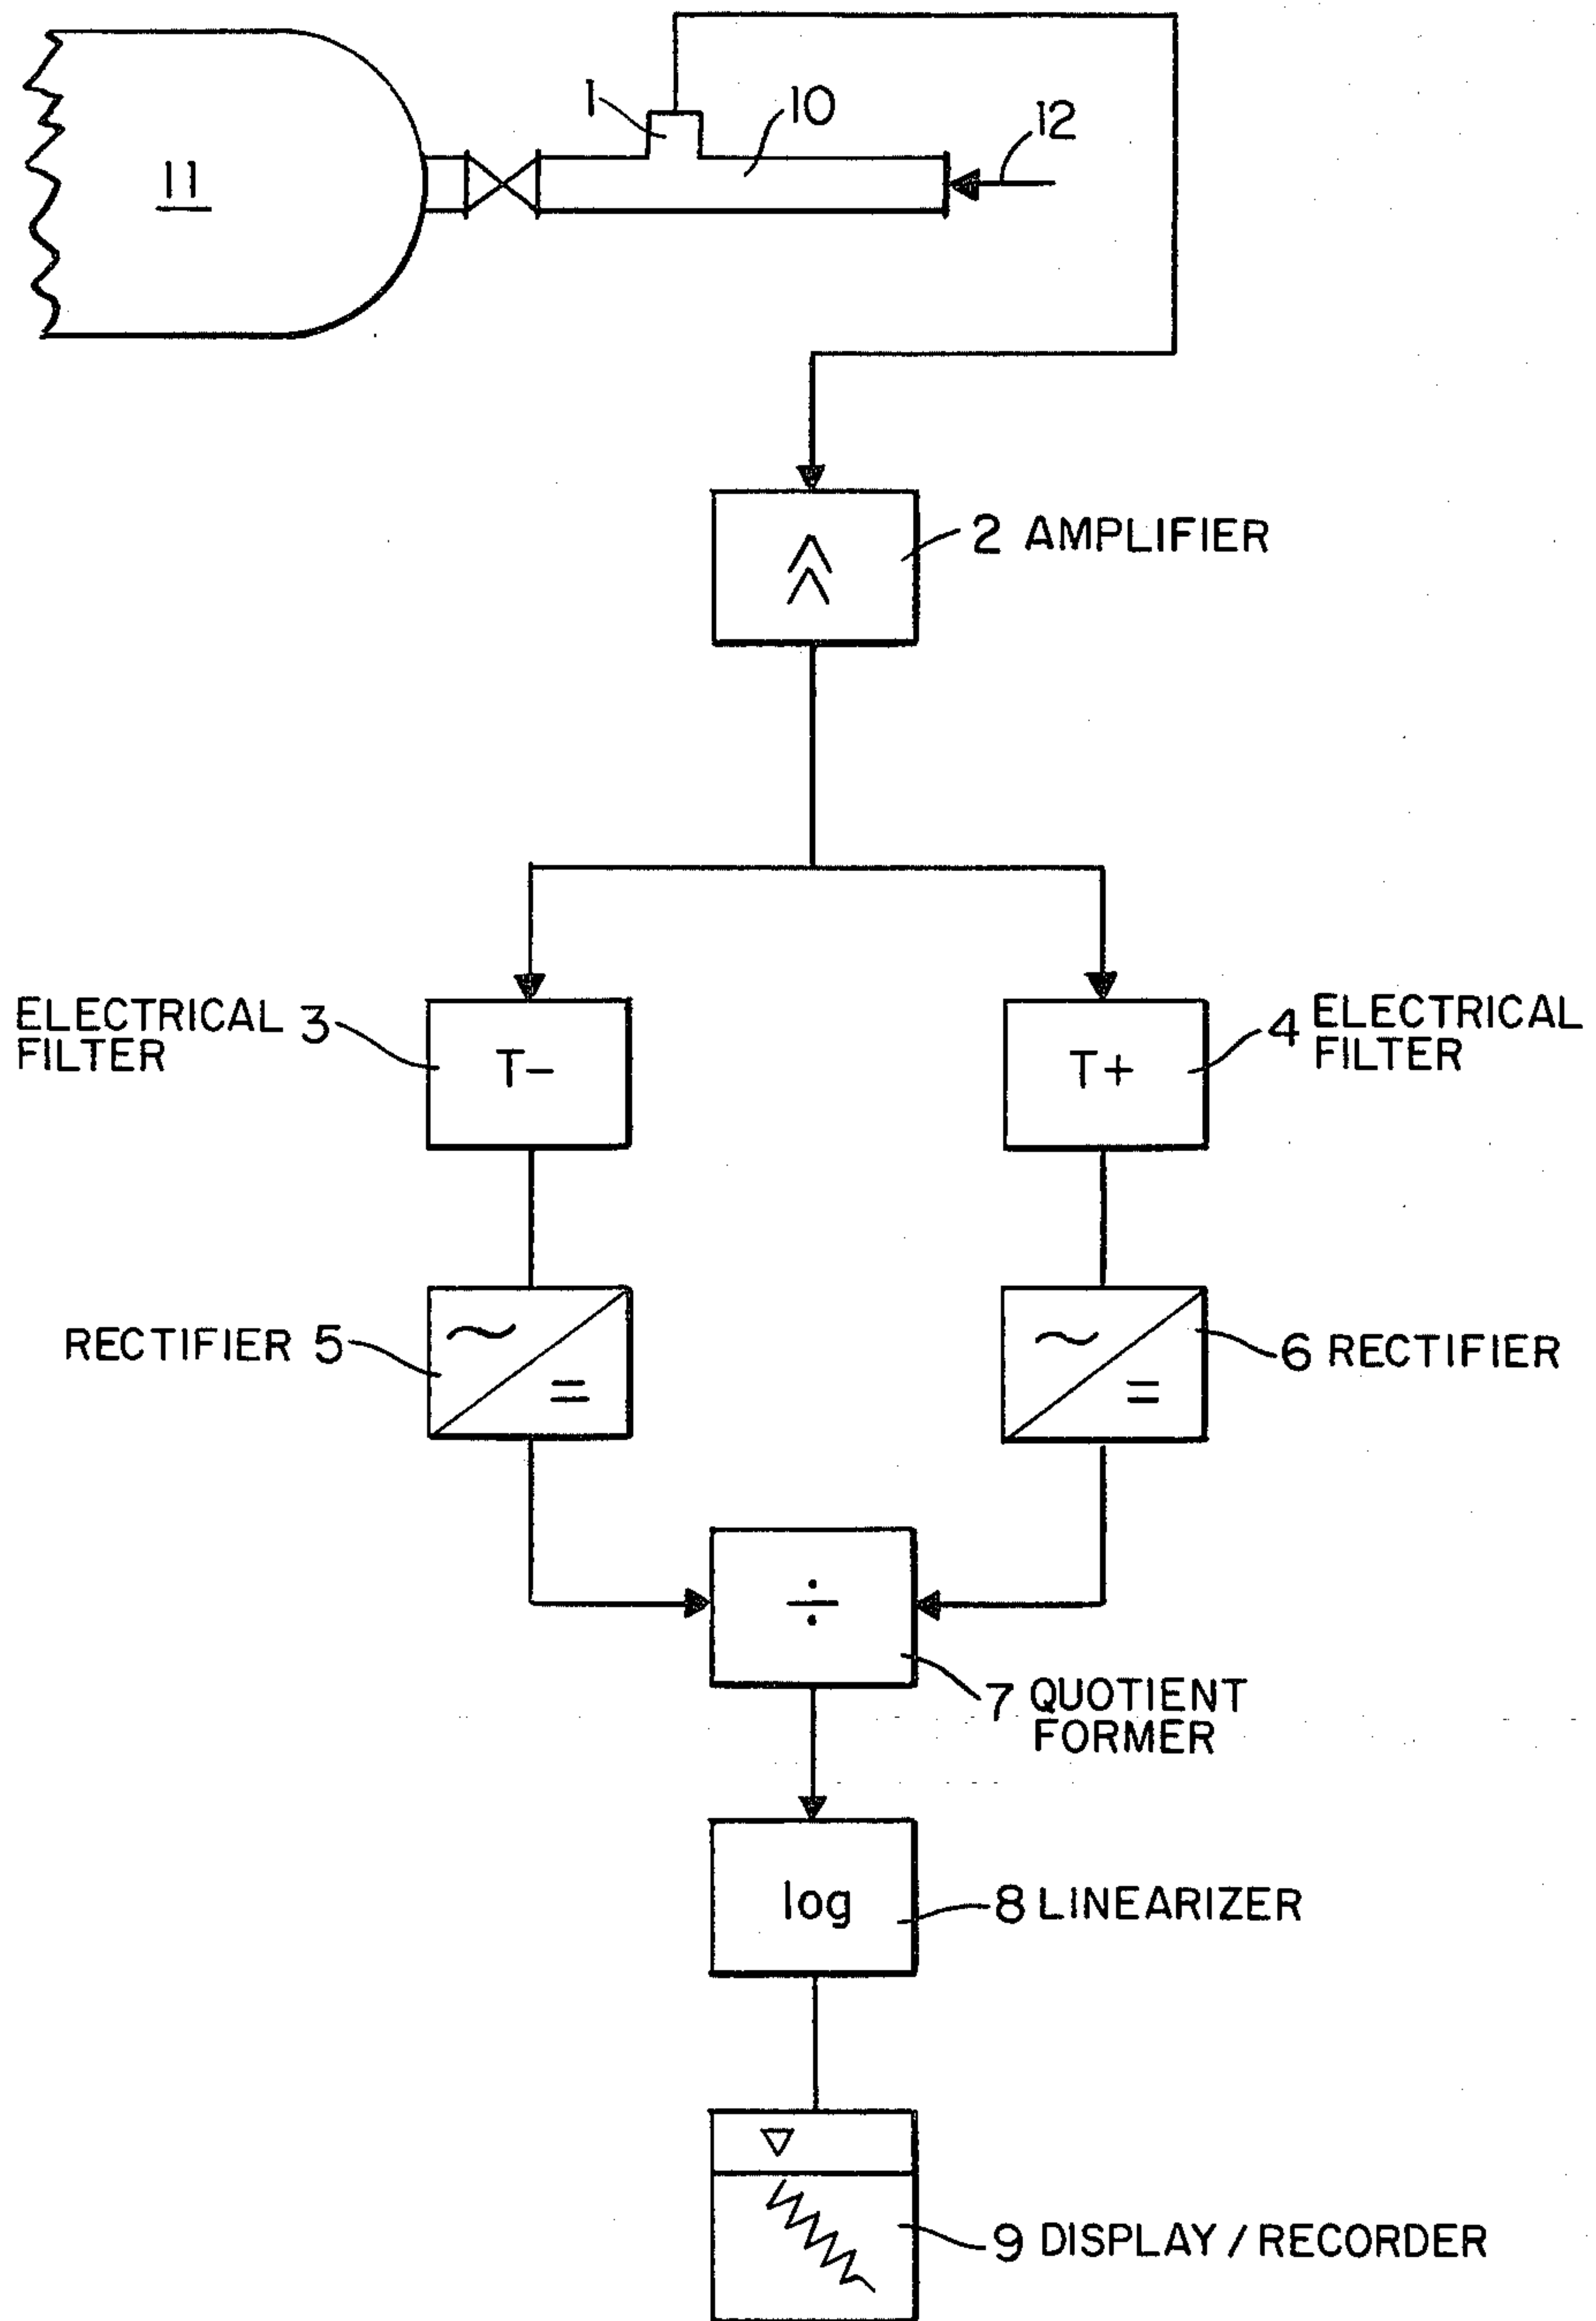 1
10
12
11
2 AMPLIFIER
ELECTRICAL 3
FILTER
T-
T+
4 ELECTRICAL
FILTER
RECTIFIER 5
~
=
~
=
6 RECTIFIER
÷
7 QUOTIENT
FORMER
log
8 LINEARIZER
9 DISPLAY/RECORDER